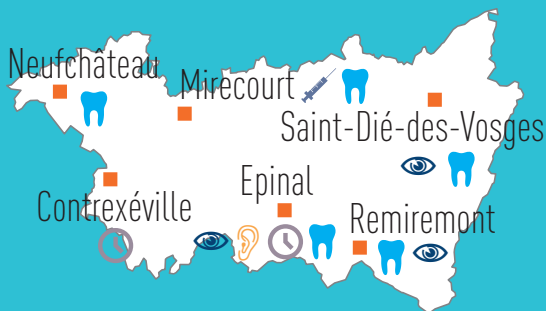 Neufchâteau
Mirecourt
Saint-Dié-des-Vosges
Epinal
Contrexéville
Remiremont